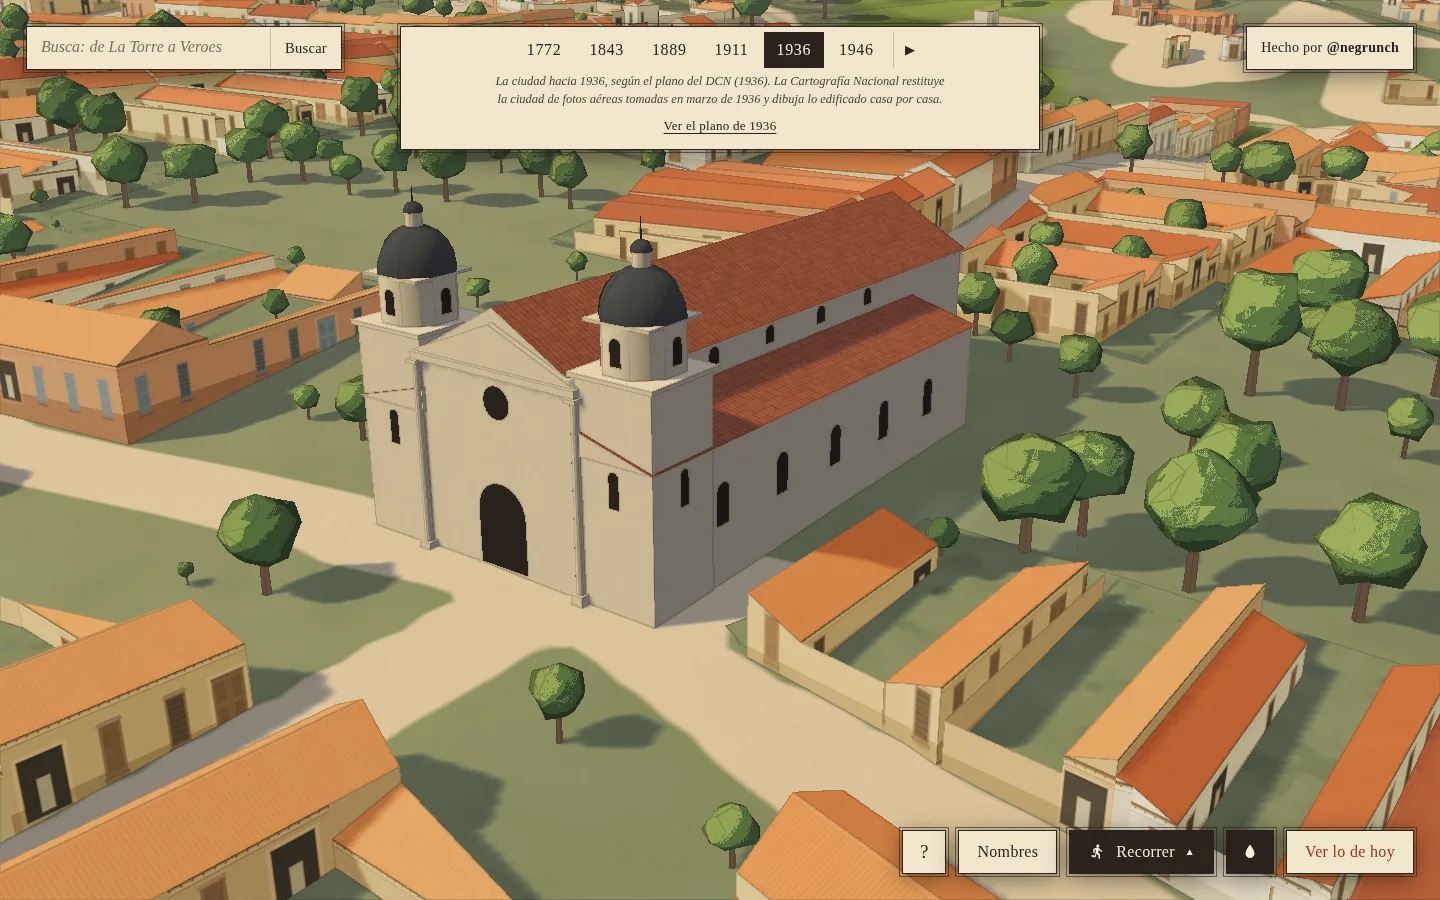 Busca: de La Torre a Veroes
Buscar
1772 1843 1889 1911 1936 1946 ▶
La ciudad hacia 1936, según el plano del DCN (1936). La Cartografía Nacional restituye
la ciudad de fotos aéreas tomadas en marzo de 1936 y dibuja lo edificado casa por casa.
Ver el plano de 1936
Hecho por @negrunch
?
Nombres
Recorrer ▲
Ver lo de hoy